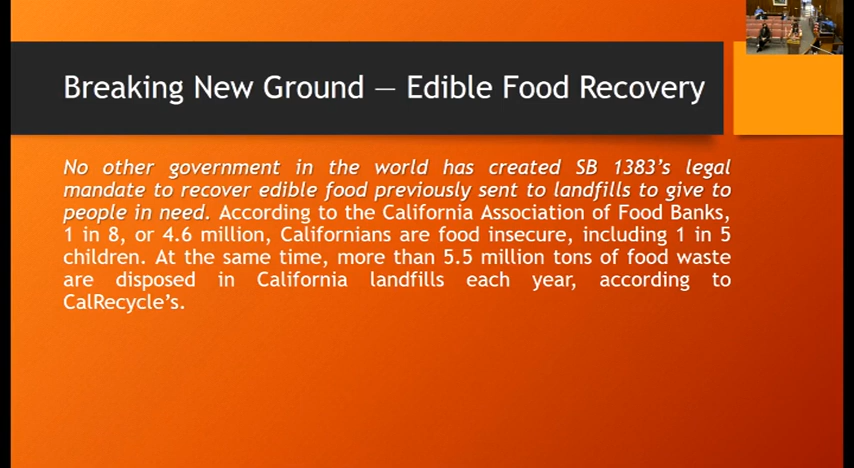 Breaking New Ground — Edible Food Recovery
No other government in the world has created SB 1383’s legal
mandate to recover edible food previously sent to landfills to give to
people in need. According to the California Association of Food Banks,
1 in 8, or 4.6 million, Californians are food insecure, including 1 in 5
children. At the same time, more than 5.5 million tons of food waste
are disposed in California landfills each year, according to
CalRecycle’s.